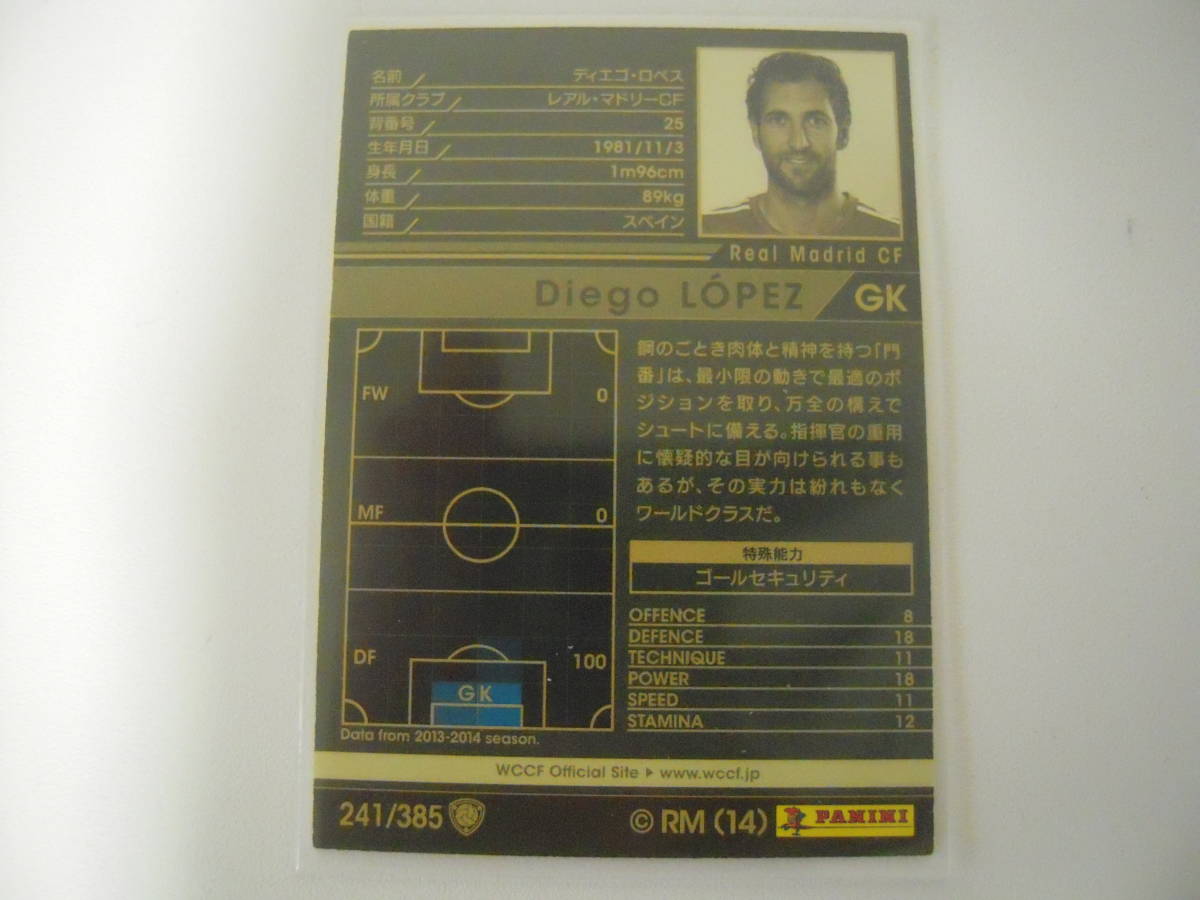 名前 ディエゴ・ロペス
所属クラブ レアル・マドリーCF
背番号 25
生年月日 1981/11/3
身長 1m96cm
体重 89kg
国籍 スペイン
Real Madrid CF
Diego LÓPEZ GK
鋼のごとき肉体と精神を持つ「門
番」は、最小限の動きで最適のポ
ジションを取り、万全の構えで
シュートに備える。指揮官の重用
に懐疑的な目が向けられる事も
あるが、その実力は紛れもなく
ワールドクラスだ。
FW 0
MF 0
DF 100
GK
Data from 2013-2014 season.
特殊能力
ゴールセキュリティ
OFFENCE 8
DEFENCE 18
TECHNIQUE 11
POWER 18
SPEED 11
STAMINA 12
WCCF Official Site ▶ www.wccf.jp
241/385
© RM (14) PANINI